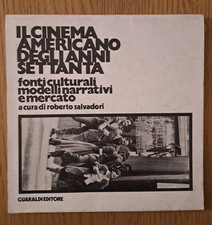 IL CINEMA
AMERICANO
DEGLI ANNI
SETTANTA
fonti culturali
modelli narrativi
e mercato
a cura di roberto salvadori
GUARALDI EDITORE